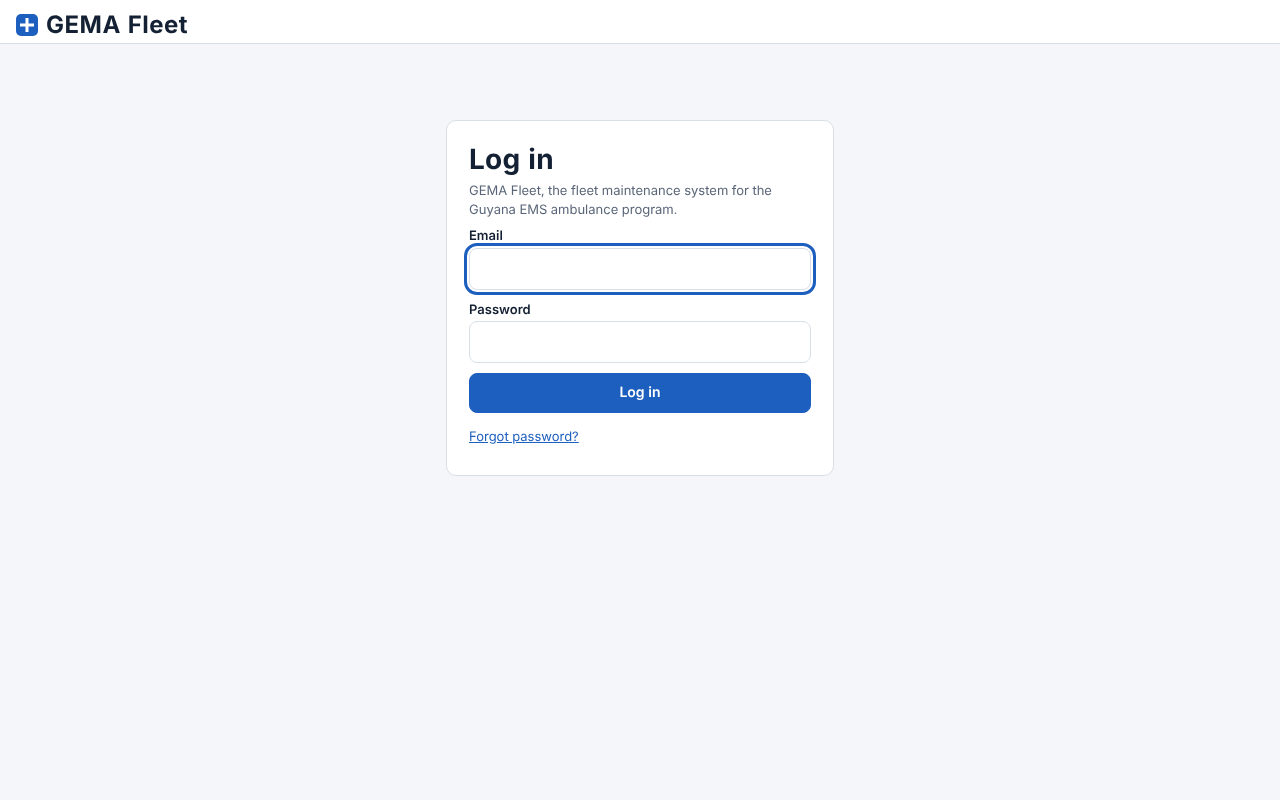 GEMA Fleet
Log in
GEMA Fleet, the fleet maintenance system for the
Guyana EMS ambulance program.
Email
Password
Log in
Forgot password?